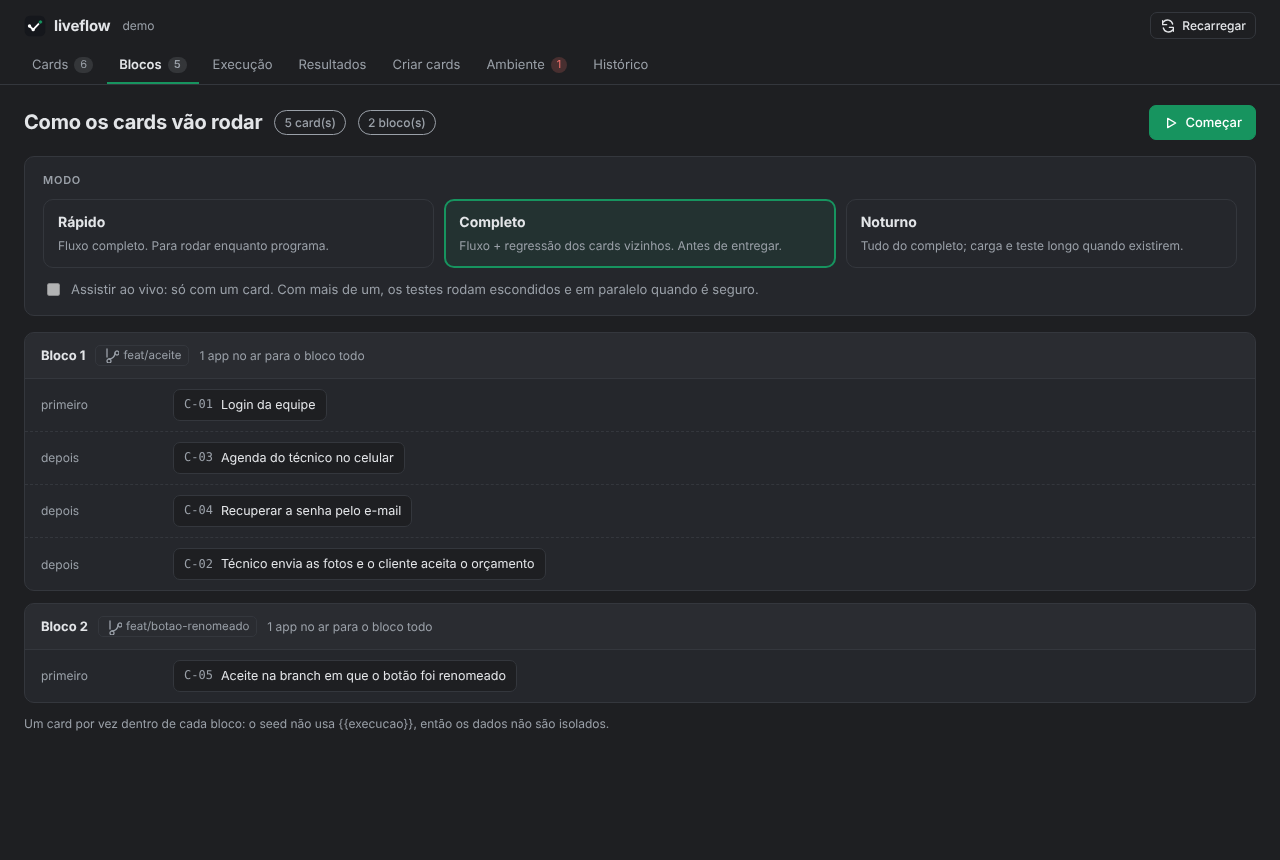 liveflow demo
Recarregar
Cards 6
Blocos 5
Execução
Resultados
Criar cards
Ambiente 1
Histórico
Como os cards vão rodar
5 card(s)
2 bloco(s)
Começar
MODO
Rápido
Fluxo completo. Para rodar enquanto programa.
Completo
Fluxo + regressão dos cards vizinhos. Antes de entregar.
Noturno
Tudo do completo; carga e teste longo quando existirem.
Assistir ao vivo: só com um card. Com mais de um, os testes rodam escondidos e em paralelo quando é seguro.
Bloco 1 feat/aceite 1 app no ar para o bloco todo
primeiro C-01 Login da equipe
depois C-03 Agenda do técnico no celular
depois C-04 Recuperar a senha pelo e-mail
depois C-02 Técnico envia as fotos e o cliente aceita o orçamento
Bloco 2 feat/botao-renomeado 1 app no ar para o bloco todo
primeiro C-05 Aceite na branch em que o botão foi renomeado
Um card por vez dentro de cada bloco: o seed não usa {{execucao}}, então os dados não são isolados.